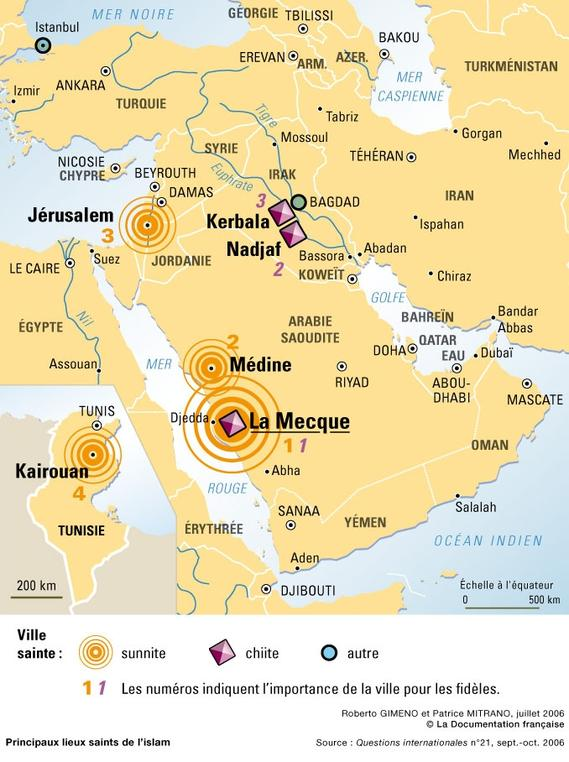 MER NOIRE
GÉORGIE
TBILISSI
Istanbul
BAKOU
EREVAN
ARM.
AZER.
TURKMÉNISTAN
ANKARA
MER
CASPIENNE
Izmir
TURQUIE
Tigre
Tabriz
Gorgan
Mossoul
Mechhed
SYRIE
TÉHÉRAN
NICOSIE
CHYPRE
BEYROUTH
Euphrate
IRAK
DAMAS
3
BAGDAD
IRAN
Jérusalem
3
Kerbala
Ispahan
Nadjaf
2
Bassora
Abadan
LE CAIRE
Suez
JORDANIE
KOWEÏT
Chiraz
GOLFE
ÉGYPTE
Nil
ARABIE
SAOUDITE
BAHREÏN
Bandar
Abbas
2
QATAR
Assouan
MER
Médine
DOHA
EAU
Dubaï
RIYAD
ABOU-
DHABI
MASCATE
TUNIS
Djedda
La Mecque
1 1
OMAN
Kairouan
4
Abha
ROUGE
Salalah
TUNISIE
SANAA
ÉRYTHRÉE
YÉMEN
OCÉAN INDIEN
Aden
200 km
DJIBOUTI
Échelle à l'équateur
0 500 km
Ville
sainte :
sunnite
chiite
autre
1 1 Les numéros indiquent l'importance de la ville pour les fidèles.
Roberto GIMENO et Patrice MITRANO, juillet 2006
© La Documentation française
Principaux lieux saints de l'islam
Source : Questions internationales n°21, sept.-oct. 2006